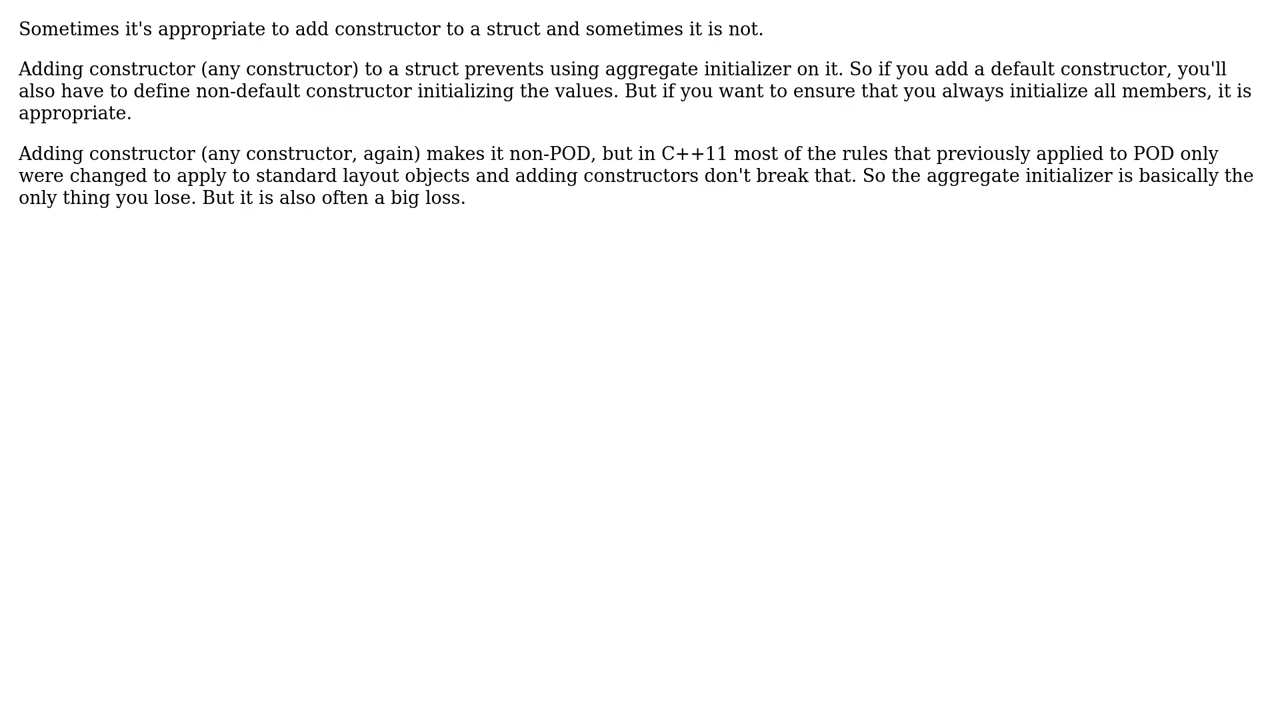 Sometimes it's appropriate to add constructor to a struct and sometimes it is not.
Adding constructor (any constructor) to a struct prevents using aggregate initializer on it. So if you add a default constructor, you'll
also have to define non-default constructor initializing the values. But if you want to ensure that you always initialize all members, it is
appropriate.
Adding constructor (any constructor, again) makes it non-POD, but in C++11 most of the rules that previously applied to POD only
were changed to apply to standard layout objects and adding constructors don't break that. So the aggregate initializer is basically the
only thing you lose. But it is also often a big loss.